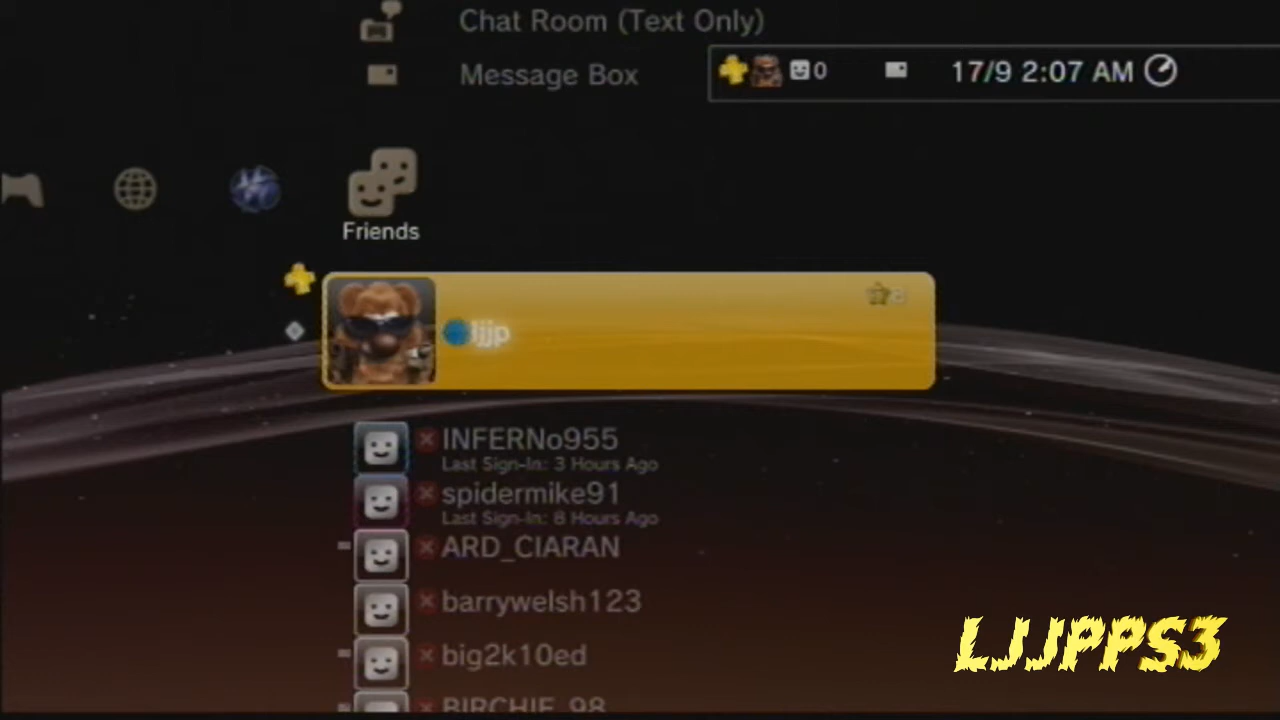 Chat Room (Text Only)
Message Box
0
17/9 2:07 AM
Friends
ljjp
INFERNo955
Last Sign-In: 3 Hours Ago
spidermike91
Last Sign-In: 8 Hours Ago
ARD_CIARAN
barrywelsh123
big2k10ed
BIRCHIE_98
LJJPPS3